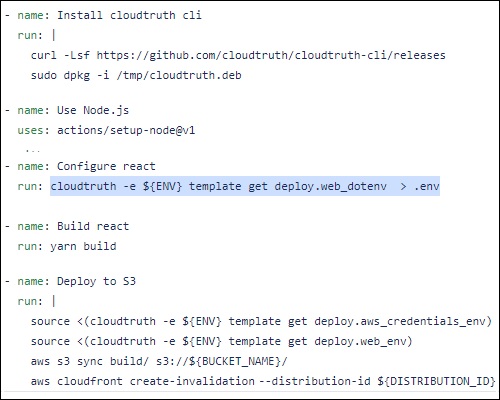 - name: Install cloudtruth cli
run: |
curl -Lsf https://github.com/cloudtruth/cloudtruth-cli/releases
sudo dpkg -i /tmp/cloudtruth.deb
- name: Use Node.js
uses: actions/setup-node@v1
...
- name: Configure react
run: cloudtruth -e ${ENV} template get deploy.web_dotenv > .env
- name: Build react
run: yarn build
- name: Deploy to S3
run: |
source <(cloudtruth -e ${ENV} template get deploy.aws_credentials_env)
source <(cloudtruth -e ${ENV} template get deploy.web_env)
aws s3 sync build/ s3://${BUCKET_NAME}/
aws cloudfront create-invalidation --distribution-id ${DISTRIBUTION_ID}